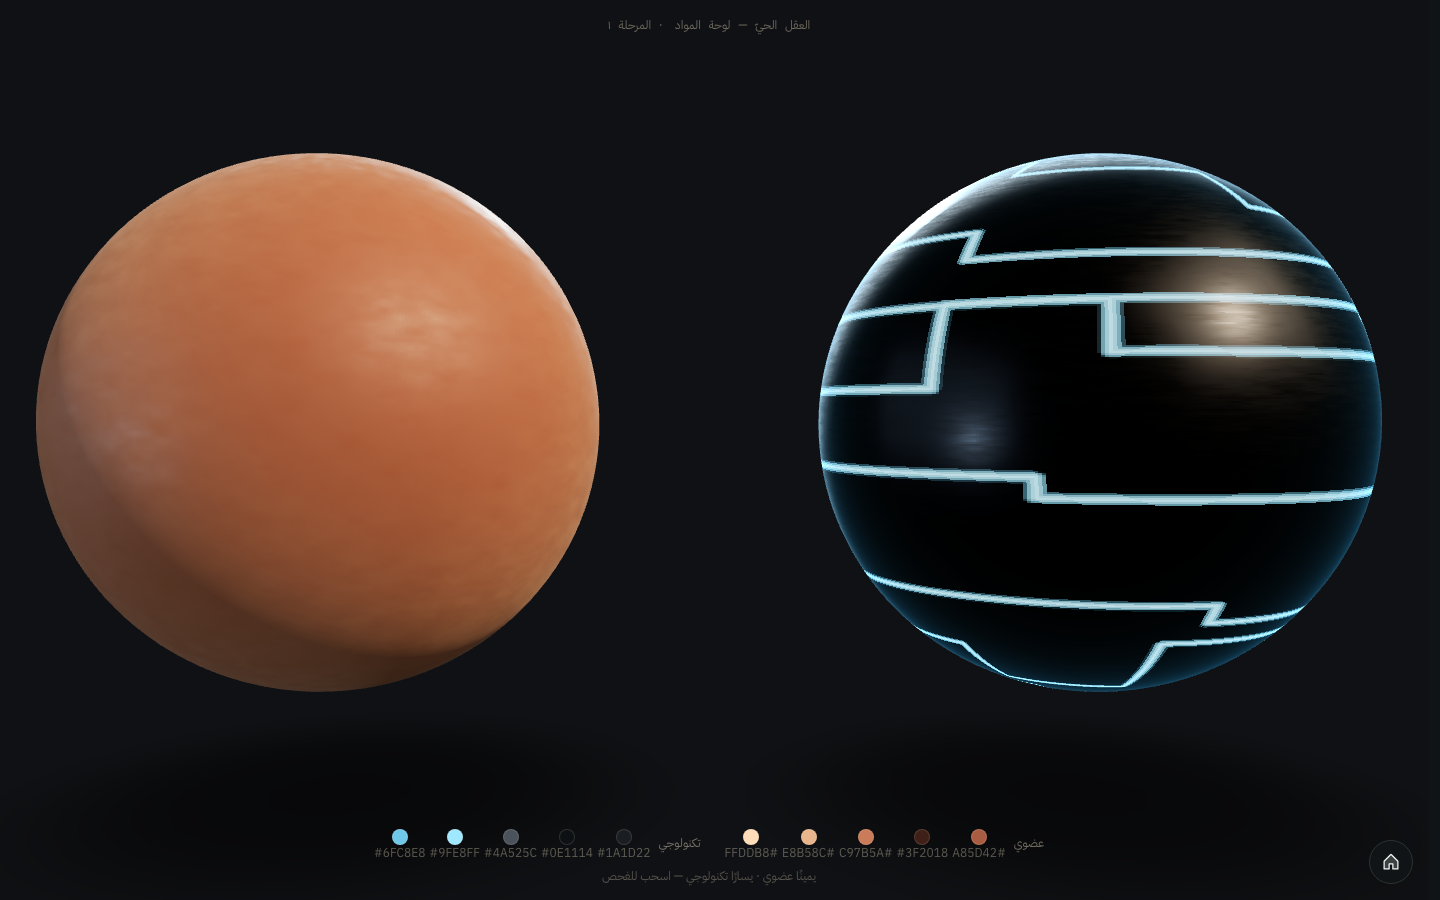 العقل الحيّ — لوحة المواد · المرحلة ١
عضوي
#A85D42 #3F2018 #C97B5A #E8B58C #FFDDB8
تكنولوجي
#1A1D22 #0E1114 #4A525C #9FE8FF #6FC8E8
يمينًا عضوي · يسارًا تكنولوجي — اسحب للفحص